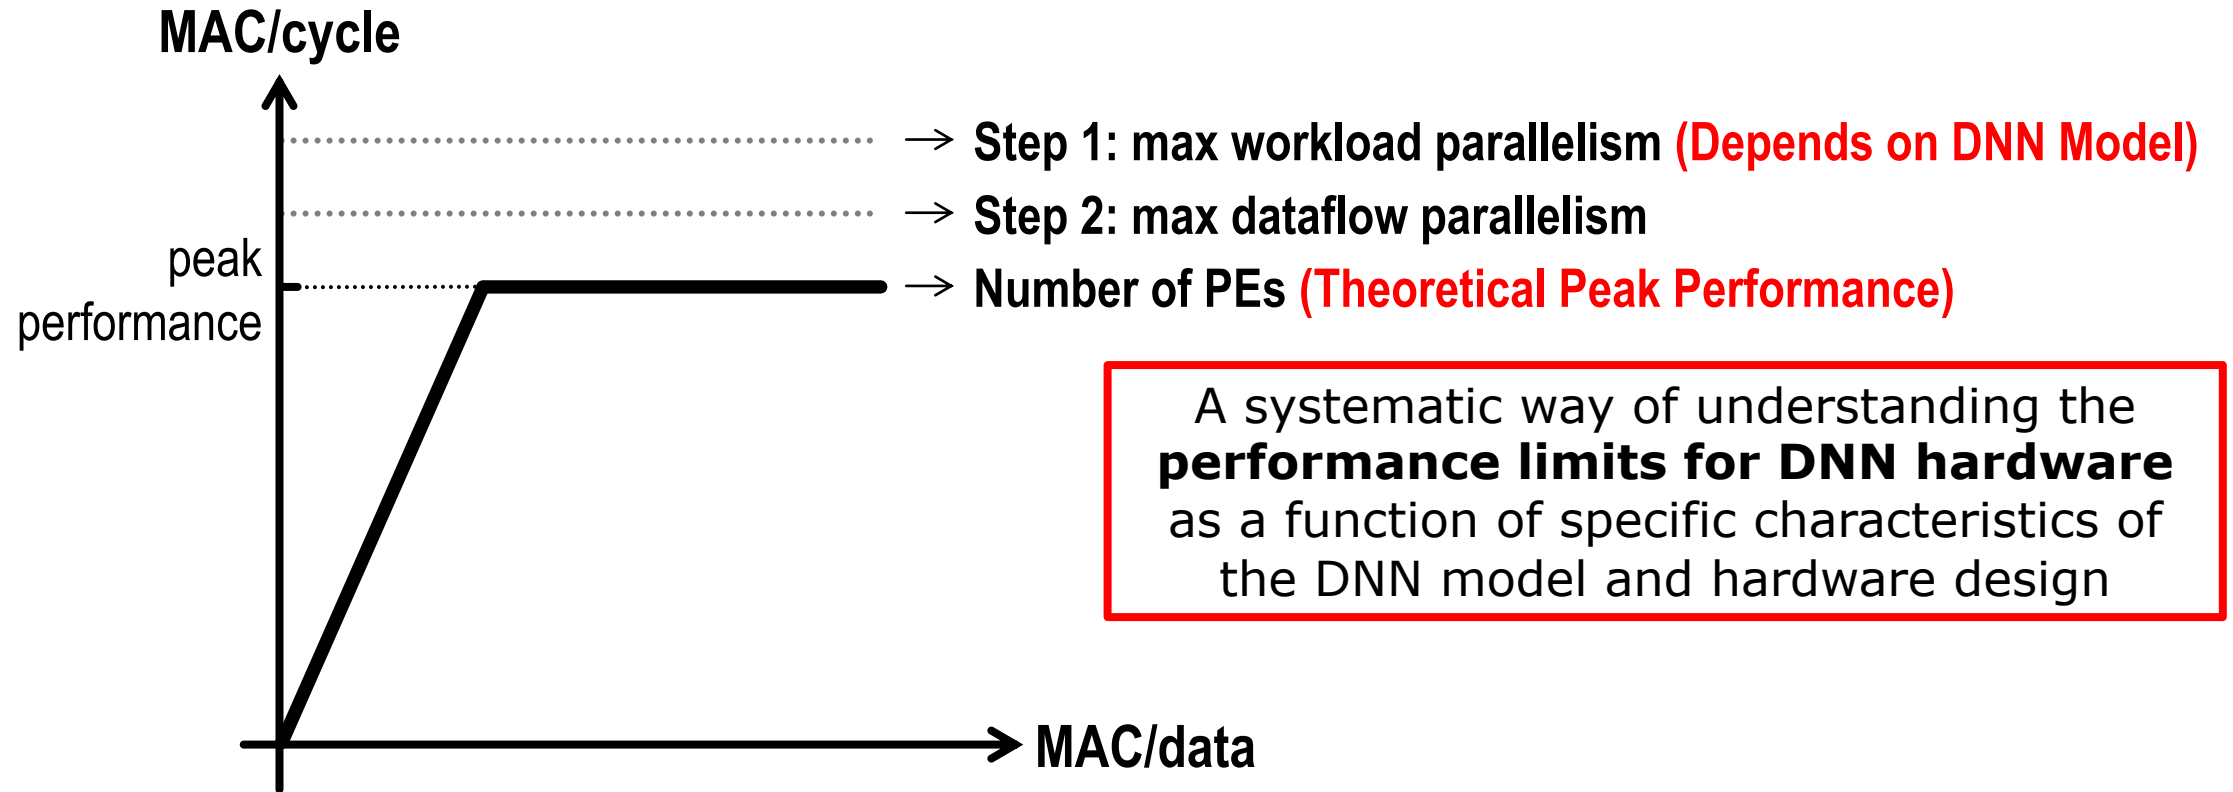 MAC/cycle
→ Step 1: max workload parallelism (Depends on DNN Model)
→ Step 2: max dataflow parallelism
peak
performance
→ Number of PEs (Theoretical Peak Performance)
A systematic way of understanding the
performance limits for DNN hardware
as a function of specific characteristics of
the DNN model and hardware design
MAC/data